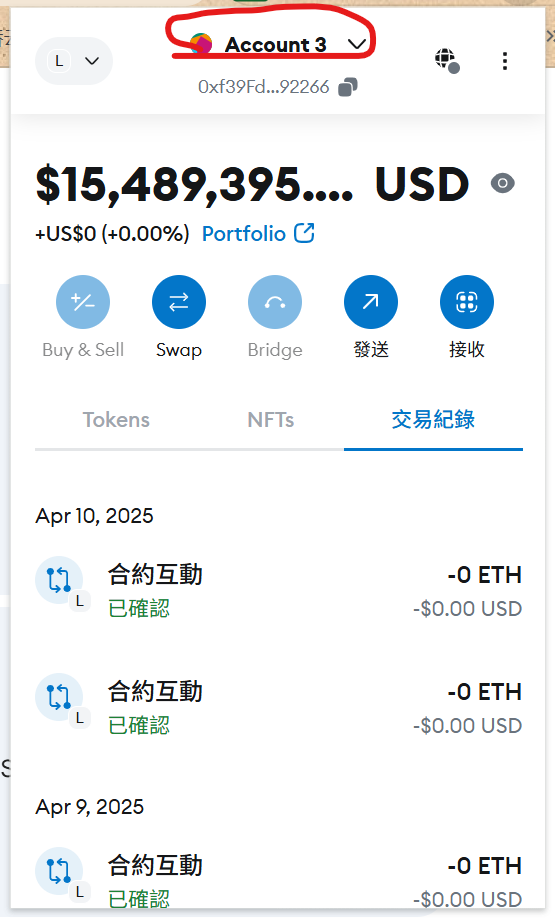 L
Account 3
0xf39Fd...92266
$15,489,395.... USD
+US$0 (+0.00%) Portfolio
Buy & Sell
Swap
Bridge
發送
接收
Tokens
NFTs
交易紀錄
Apr 10, 2025
合約互動 -0 ETH
L 已確認 -$0.00 USD
合約互動 -0 ETH
L 已確認 -$0.00 USD
Apr 9, 2025
合約互動 -0 ETH
L 已確認 -$0.00 USD